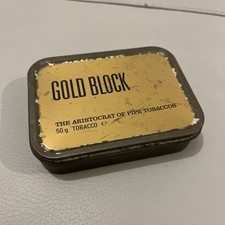 GOLD BLOCK
THE ARISTOCRAT OF PIPE TOBACCOS
50 g TOBACCO ℮